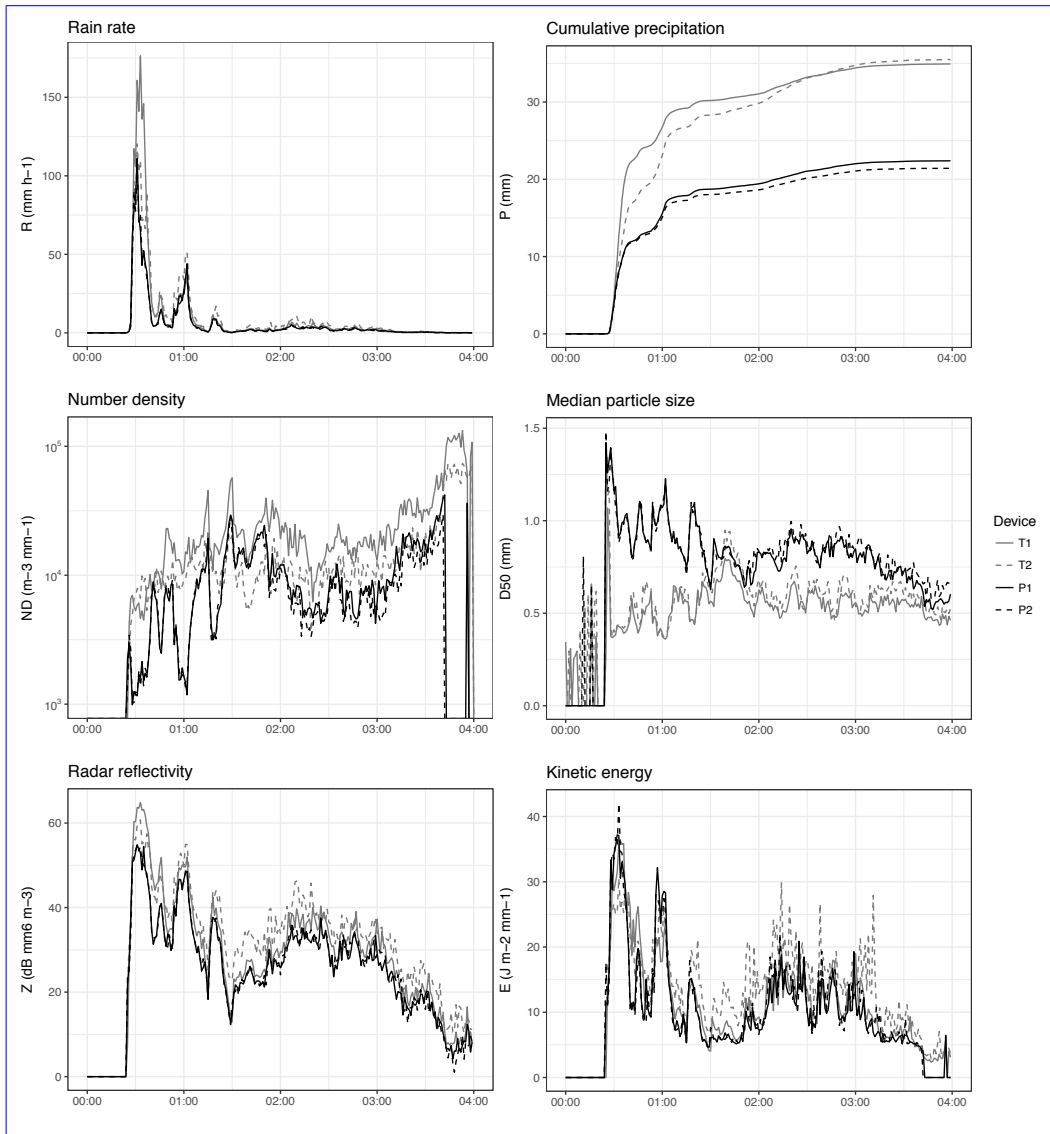 Rain rate
R (mm h−1)
150
100
50
0
00:00 01:00 02:00 03:00 04:00
Cumulative precipitation
P (mm)
30
20
10
0
00:00 01:00 02:00 03:00 04:00
Number density
ND (m−3 mm−1)
10⁵
10⁴
10³
00:00 01:00 02:00 03:00 04:00
Median particle size
D50 (mm)
1.5
1.0
0.5
0.0
00:00 01:00 02:00 03:00 04:00
Device
T1
T2
P1
P2
Radar reflectivity
Z (dB mm6 m−3)
60
40
20
0
00:00 01:00 02:00 03:00 04:00
Kinetic energy
E (J m−2 mm−1)
40
30
20
10
0
00:00 01:00 02:00 03:00 04:00